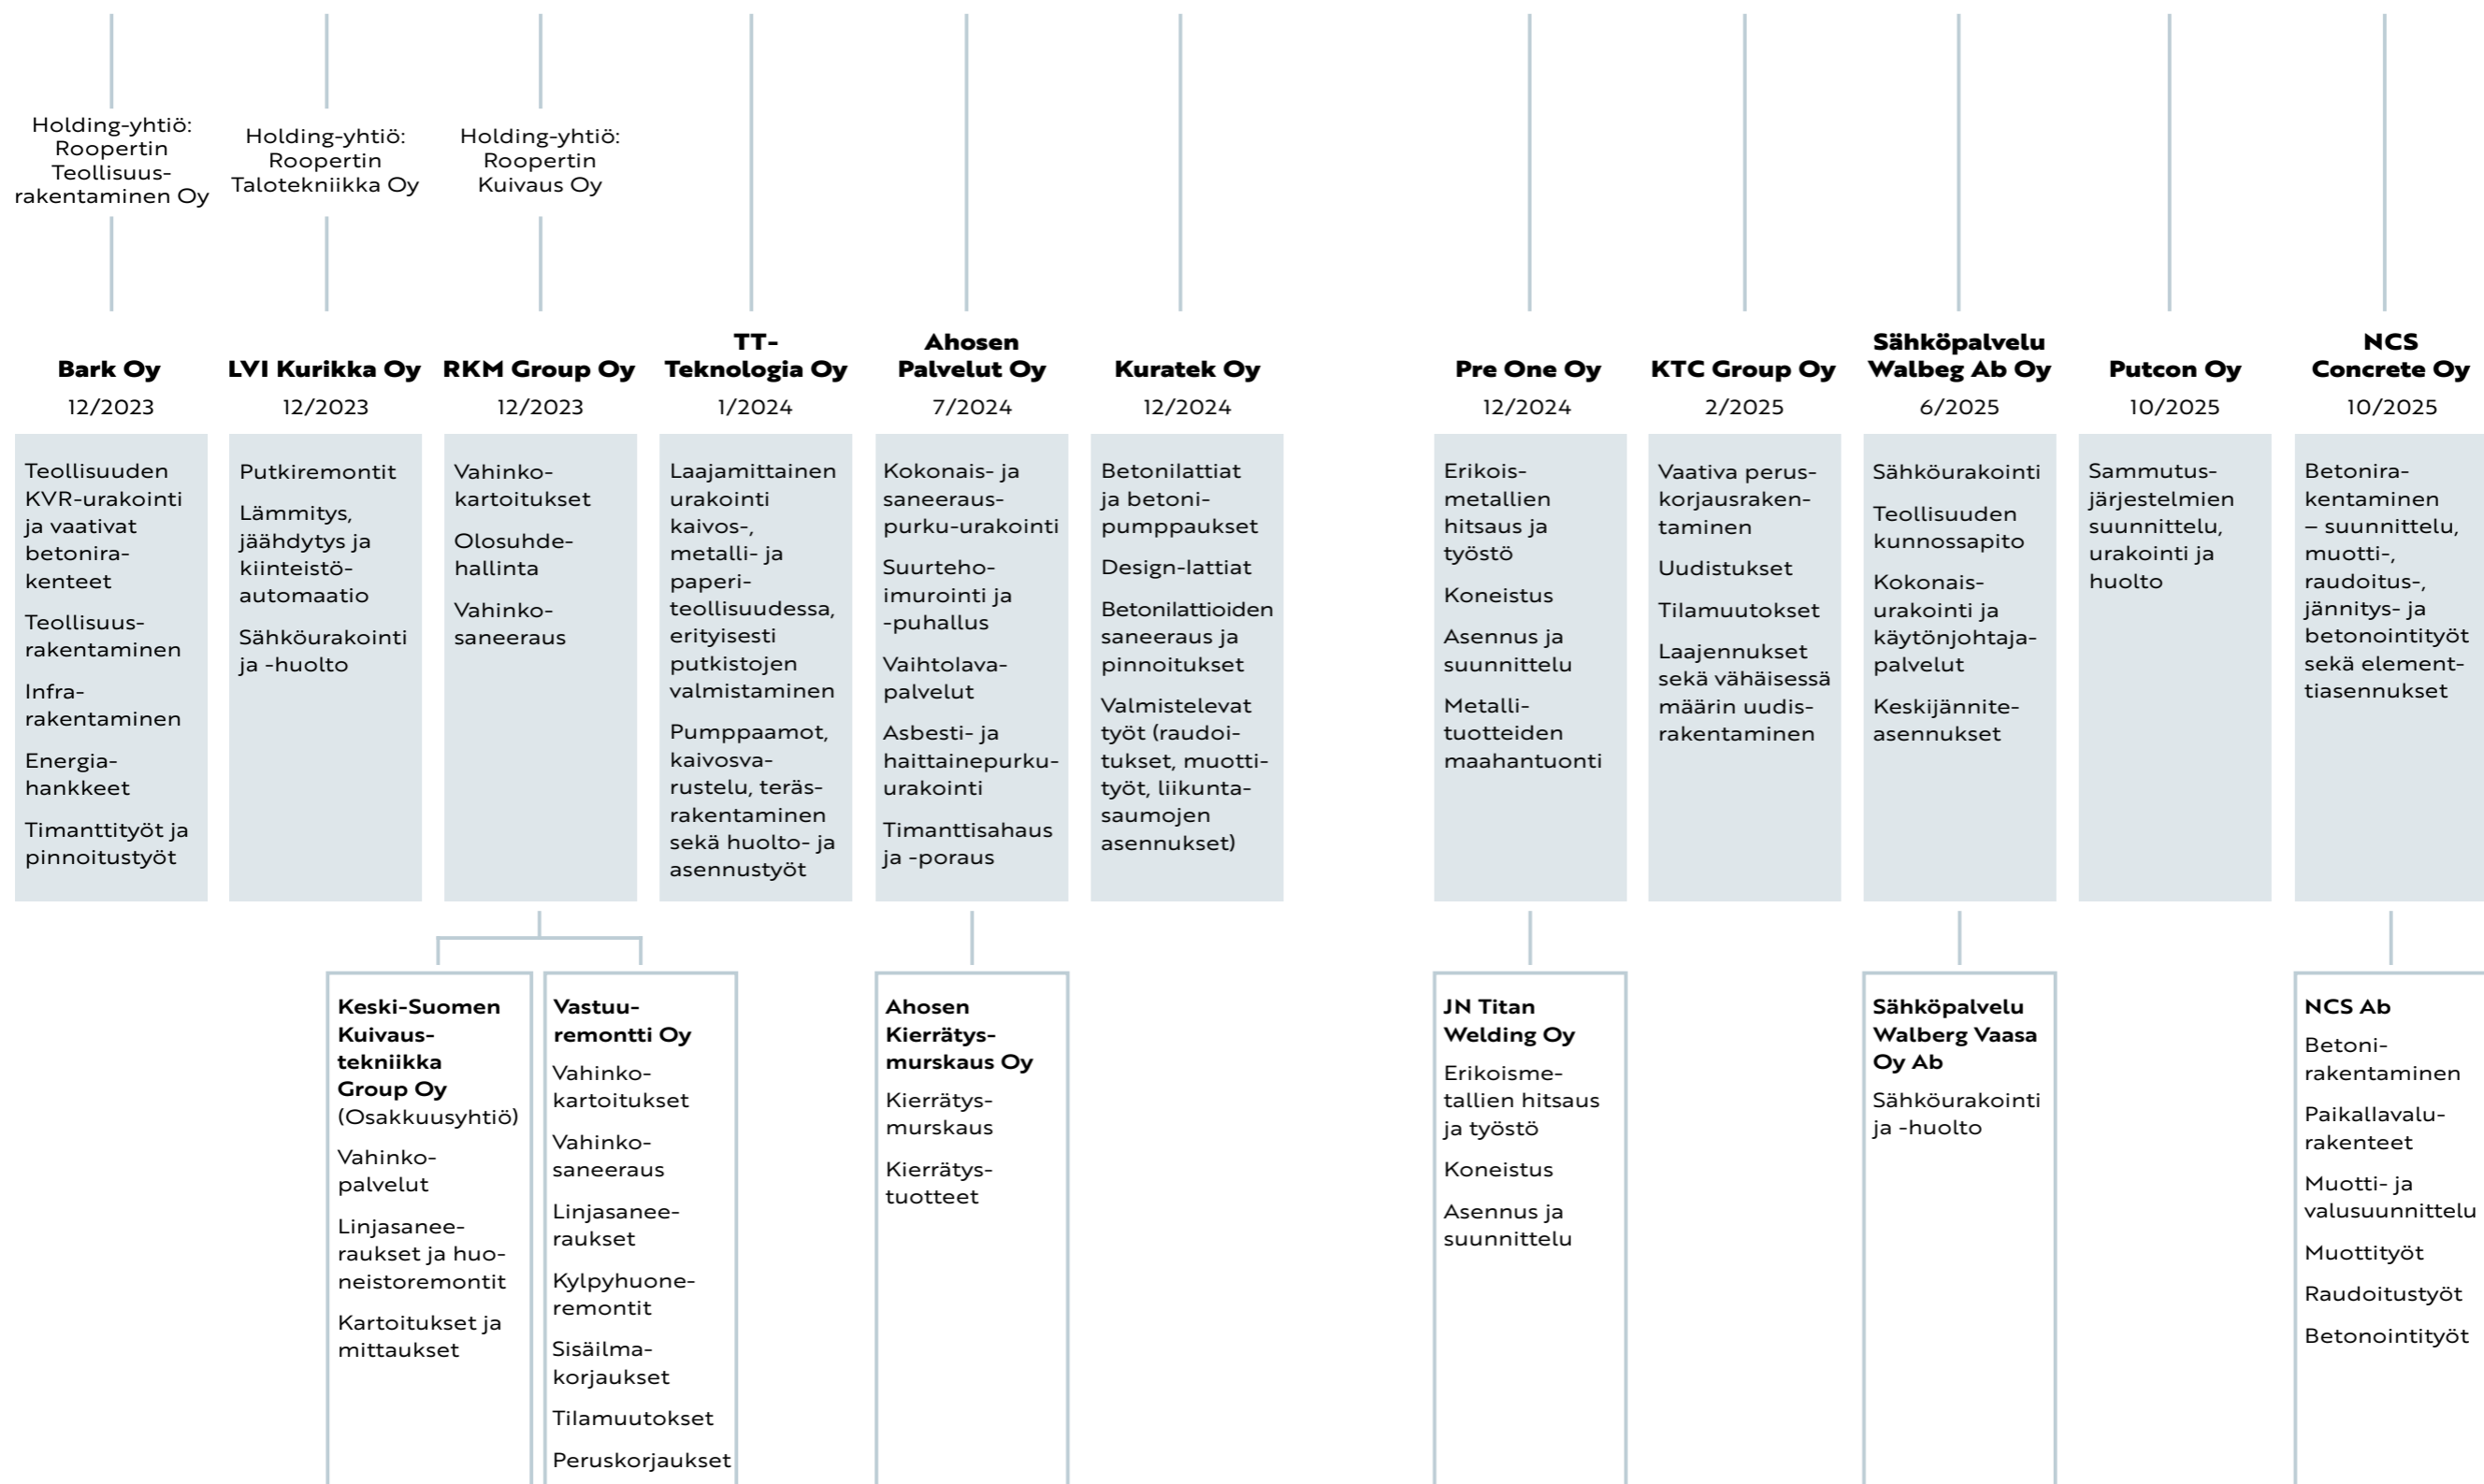 Holding-yhtiö:
Roopertin
Teollisuus-
rakentaminen Oy
Holding-yhtiö:
Roopertin
Talotekniikka Oy
Holding-yhtiö:
Roopertin
Kuivaus Oy
Bark Oy
12/2023
Teollisuuden
KVR-urakointi
ja vaativat
betonira-
kenteet
Teollisuus-
rakentaminen
Infra-
rakentaminen
Energia-
hankkeet
Timanttityöt ja
pinnoitustyöt
LVI Kurikka Oy
12/2023
Putkiremontit
Lämmitys,
jäähdytys ja
kiinteistö-
automaatio
Sähköurakointi
ja -huolto
RKM Group Oy
12/2023
Vahinko-
kartoitukset
Olosuhde-
hallinta
Vahinko-
saneeraus
TT-
Teknologia Oy
1/2024
Laajamittainen
urakointi
kaivos-,
metalli- ja
paperi-
teollisuudessa,
erityisesti
putkistojen
valmistaminen
Pumppaamot,
kaivosva-
rustelu, teräs-
rakentaminen
sekä huolto- ja
asennustyöt
Ahosen
Palvelut Oy
7/2024
Kokonais- ja
saneeraus-
purku-urakointi
Suurteho-
imurointi ja
-puhallus
Vaihtolava-
palvelut
Asbesti- ja
haittainepurku-
urakointi
Timanttisahaus
ja -poraus
Kuratek Oy
12/2024
Betonilattiat
ja betoni-
pumppaukset
Design-lattiat
Betonilattioiden
saneeraus ja
pinnoitukset
Valmistelevat
työt (raudoi-
tukset, muotti-
työt, liikunta-
saumojen
asennukset)
Pre One Oy
12/2024
Erikois-
metallien
hitsaus ja
työstö
Koneistus
Asennus ja
suunnittelu
Metalli-
tuotteiden
maahantuonti
KTC Group Oy
2/2025
Vaativa perus-
korjausraken-
taminen
Uudistukset
Tilamuutokset
Laajennukset
sekä vähäisessä
määrin uudis-
rakentaminen
Sähköpalvelu
Walbeg Ab Oy
6/2025
Sähköurakointi
Teollisuuden
kunnossapito
Kokonais-
urakointi ja
käytönjohtaja-
palvelut
Keskijännite-
asennukset
Putcon Oy
10/2025
Sammutus-
järjestelmien
suunnittelu,
urakointi ja
huolto
NCS
Concrete Oy
10/2025
Betonira-
kentaminen
– suunnittelu,
muotti-,
raudoitus-,
jännitys- ja
betonointityöt
sekä element-
tiasennukset
Keski-Suomen
Kuivaus-
tekniikka
Group Oy
(Osakkuusyhtiö)
Vahinko-
palvelut
Linjasanee-
raukset ja huo-
neistoremontit
Kartoitukset ja
mittaukset
Vastuu-
remontti Oy
Vahinko-
kartoitukset
Vahinko-
saneeraus
Linjasanee-
raukset
Kylpyhuone-
remontit
Sisäilma-
korjaukset
Tilamuutokset
Peruskorjaukset
Ahosen
Kierrätys-
murskaus Oy
Kierrätys-
murskaus
Kierrätys-
tuotteet
JN Titan
Welding Oy
Erikoisme-
tallien hitsaus
ja työstö
Koneistus
Asennus ja
suunnittelu
Sähköpalvelu
Walberg Vaasa
Oy Ab
Sähköurakointi
ja -huolto
NCS Ab
Betoni-
rakentaminen
Paikallavalu-
rakenteet
Muotti- ja
valusuunnittelu
Muottityöt
Raudoitustyöt
Betonointityöt